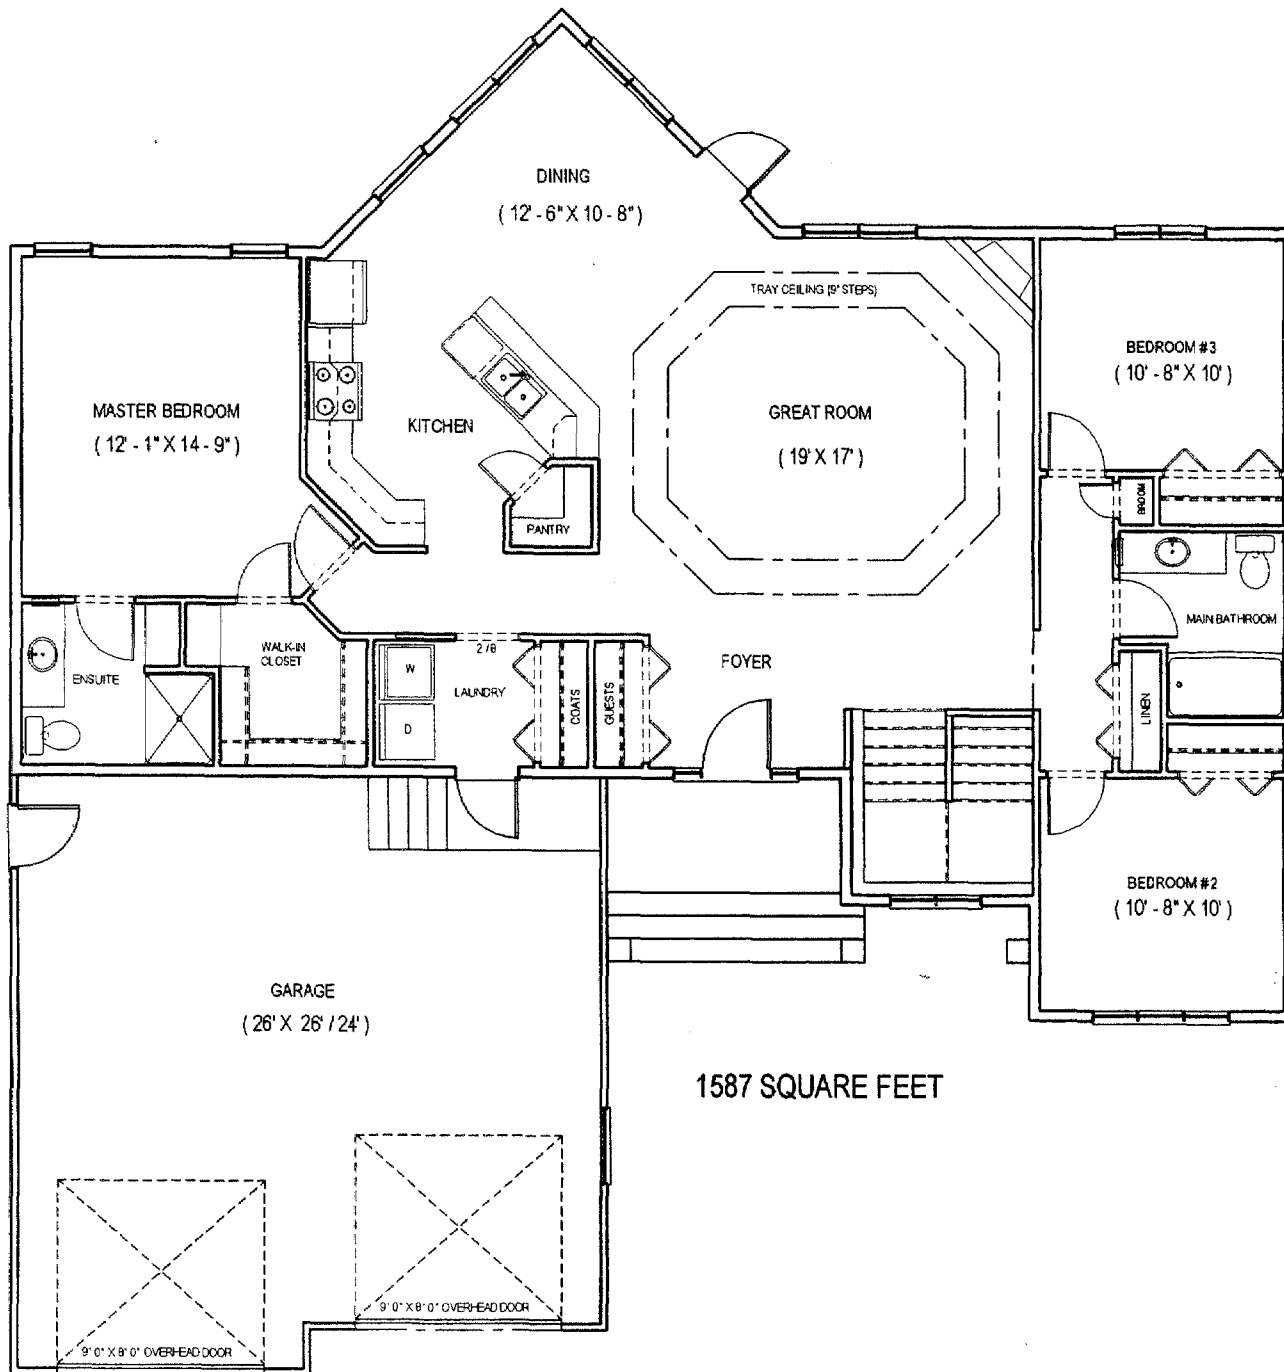 DINING
( 12' - 6" X 10 - 8")
TRAY CEILING (9" STEPS)
BEDROOM #3
( 10' - 8" X 10')
MASTER BEDROOM
( 12' - 1" X 14 - 9")
KITCHEN
GREAT ROOM
( 19' X 17')
PANTRY
BROOM
MAIN BATHROOM
WALK-IN
CLOSET
ENSUITE
2 / 8
W
D
LAUNDRY
COATS
GUESTS
FOYER
LINEN
BEDROOM #2
( 10' - 8" X 10')
GARAGE
( 26' X 26' / 24')
1587 SQUARE FEET
9' 0" X 8' 0" OVERHEAD DOOR
9' 0" X 8' 0" OVERHEAD DOOR